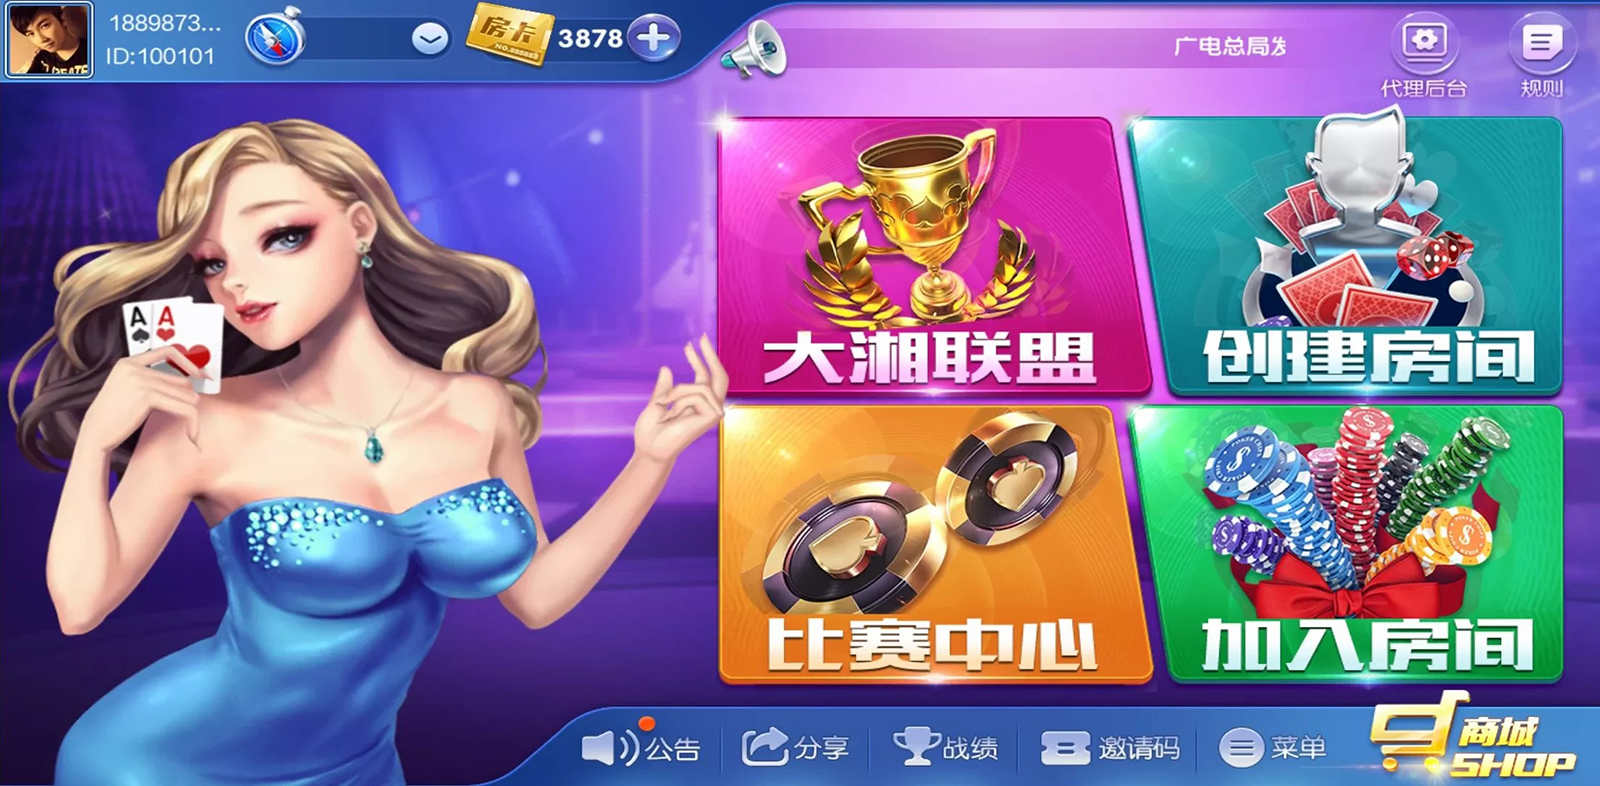 1889873...
ID:100101
房卡
3878
广电总局发
代理后台
规则
A A
大湘联盟
创建房间
比赛中心
加入房间
公告
分享
战绩
邀请码
菜单
商城
SHOP